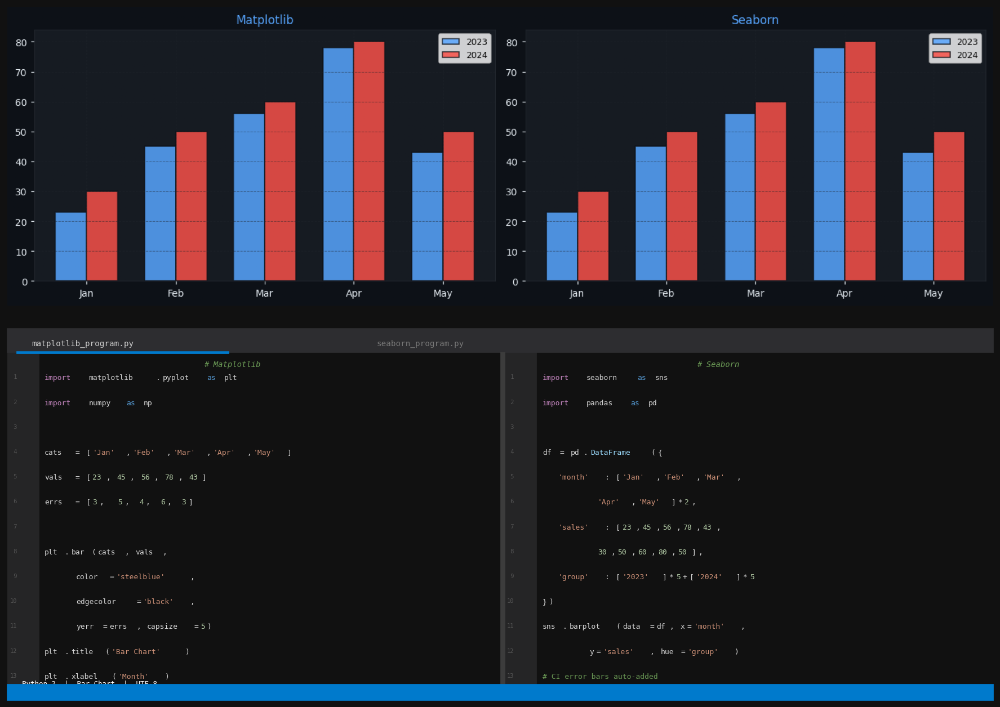 Matplotlib
80
70
60
50
40
30
20
10
0
Jan Feb Mar Apr May
2023
2024
Seaborn
80
70
60
50
40
30
20
10
0
Jan Feb Mar Apr May
2023
2024
matplotlib_program.py
seaborn_program.py
# Matplotlib
1 import matplotlib .pyplot as plt
2 import numpy as np
3
4 cats = ['Jan' ,'Feb' ,'Mar' ,'Apr' ,'May' ]
5 vals = [23 , 45 , 56 , 78 , 43 ]
6 errs = [3, 5, 4, 6, 3]
7
8 plt .bar (cats , vals ,
9 color ='steelblue' ,
10 edgecolor ='black' ,
11 yerr =errs , capsize =5)
12 plt .title ('Bar Chart' )
13 plt .xlabel ('Month' )
Python 3 | Bar Chart | UTF-8
# Seaborn
1 import seaborn as sns
2 import pandas as pd
3
4 df = pd .DataFrame ({
5 'month' : ['Jan' ,'Feb' ,'Mar' ,
6 'Apr' ,'May' ]*2,
7 'sales' : [23 ,45 ,56 ,78 ,43 ,
8 30 ,50 ,60 ,80 ,50 ],
9 'group' : ['2023' ]*5+['2024' ]*5
10 })
11 sns .barplot (data =df, x='month' ,
12 y='sales' , hue ='group' )
13 # CI error bars auto-added